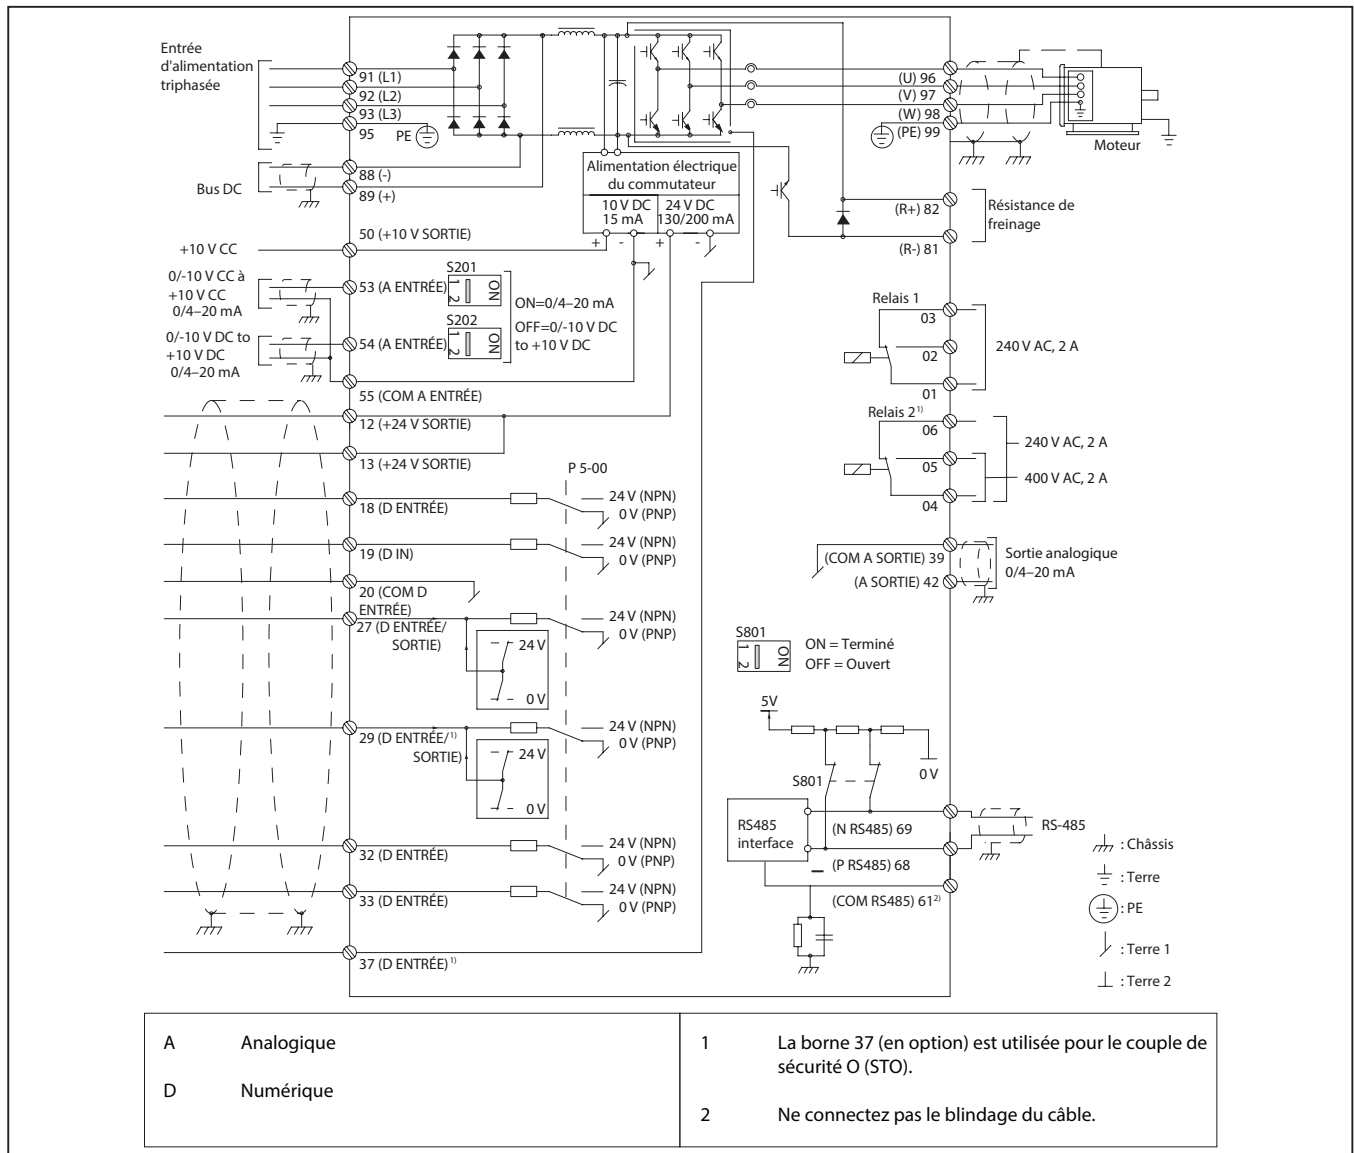 Entrée
d'alimentation
triphasée
91 (L1)
92 (L2)
93 (L3)
95
PE
88 (-)
Bus DC
89 (+)
50 (+10 V SORTIE)
+10 V CC
0/-10 V CC à
+10 V CC
0/4–20 mA
53 (A ENTRÉE)
0/-10 V DC to
+10 V DC
0/4–20 mA
54 (A ENTRÉE)
55 (COM A ENTRÉE)
12 (+24 V SORTIE)
13 (+24 V SORTIE)
18 (D ENTRÉE)
19 (D IN)
20 (COM D
ENTRÉE)
27 (D ENTRÉE/
SORTIE)
24 V
0 V
29 (D ENTRÉE/1)
SORTIE)
24 V
0 V
32 (D ENTRÉE)
33 (D ENTRÉE)
37 (D ENTRÉE) 1)
S201
1
2
ON
S202
1
2
ON
ON=0/4–20 mA
OFF=0/-10 V DC
to +10 V DC
Alimentation électrique
du commutateur
10 V DC
15 mA
24 V DC
130/200 mA
+ - + -
P 5-00
24 V (NPN)
0 V (PNP)
24 V (NPN)
0 V (PNP)
24 V (NPN)
0 V (PNP)
24 V (NPN)
0 V (PNP)
24 V (NPN)
0 V (PNP)
24 V (NPN)
0 V (PNP)
(U) 96
(V) 97
(W) 98
(PE) 99
Moteur
(R+) 82
Résistance de
freinage
(R-) 81
Relais 1
03
02
01
240 V AC, 2 A
Relais 2 1)
06
05
04
240 V AC, 2 A
400 V AC, 2 A
(COM A SORTIE) 39
(A SORTIE) 42
Sortie analogique
0/4–20 mA
S801
1
2
ON
ON = Terminé
OFF = Ouvert
5V
0 V
S801
RS485
interface
(N RS485) 69
(P RS485) 68
(COM RS485) 61 2)
RS-485
: Châssis
: Terre
: PE
: Terre 1
: Terre 2
A Analogique
D Numérique
1 La borne 37 (en option) est utilisée pour le couple de
sécurité O (STO).
2 Ne connectez pas le blindage du câble.